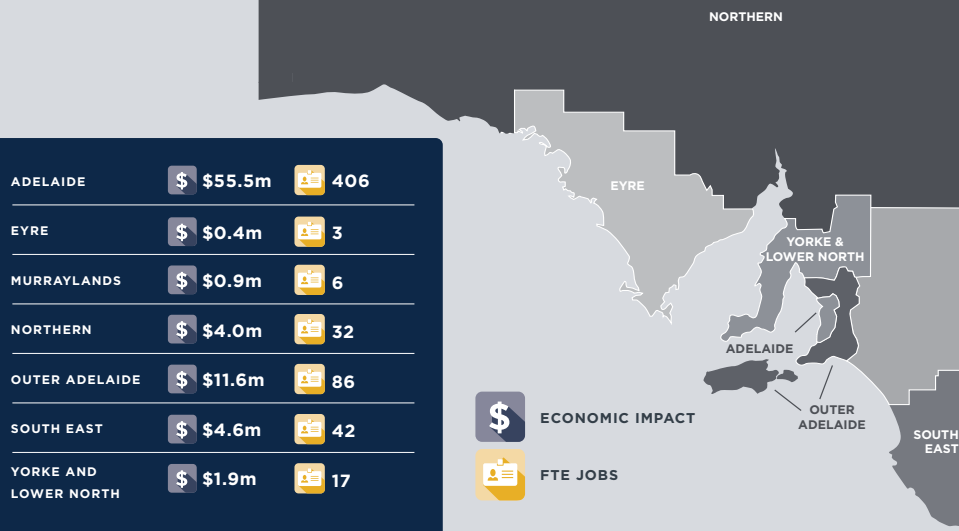 NORTHERN
EYRE
YORKE &
LOWER NORTH
ADELAIDE
OUTER
ADELAIDE
SOUTH
EAST
ADELAIDE $ $55.5m 406
EYRE $ $0.4m 3
MURRAYLANDS $ $0.9m 6
NORTHERN $ $4.0m 32
OUTER ADELAIDE $ $11.6m 86
SOUTH EAST $ $4.6m 42
YORKE AND
LOWER NORTH $ $1.9m 17
$ ECONOMIC IMPACT
FTE JOBS